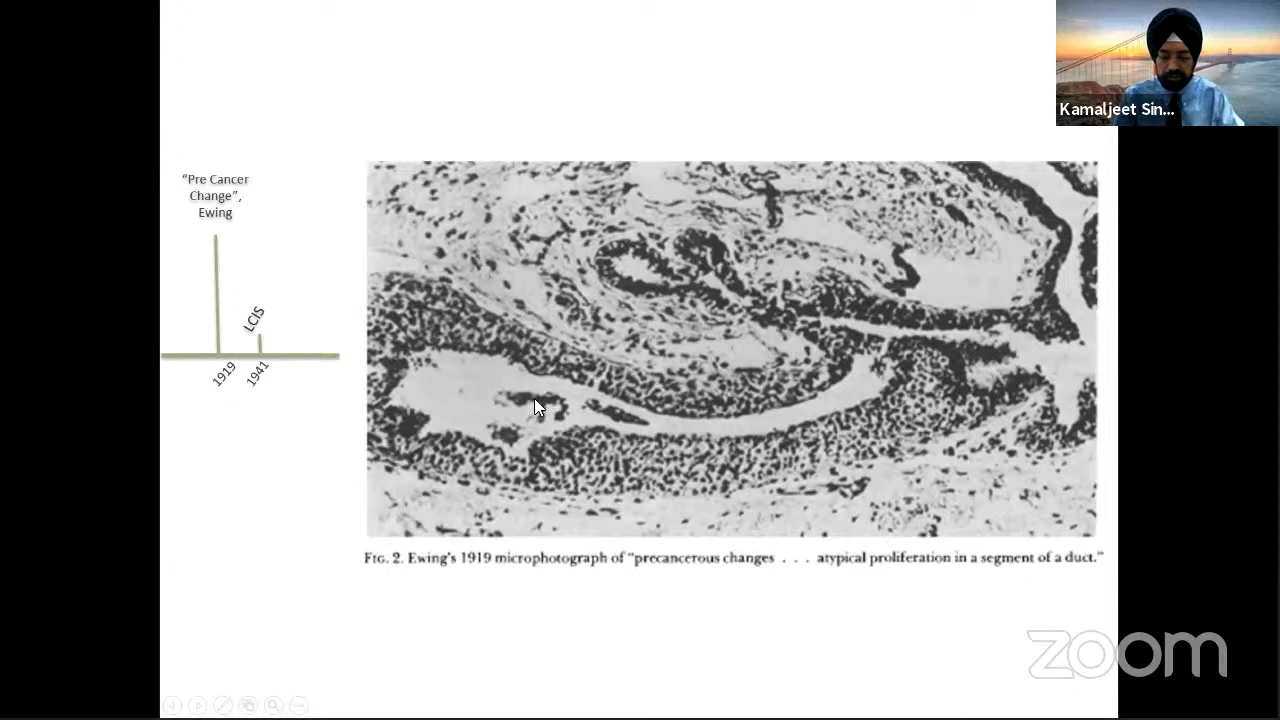 Kamaljeet Sin...
“Pre Cancer
Change”,
Ewing
LCIS
1919
1941
FIG. 2. Ewing's 1919 microphotograph of “precancerous changes . . . atypical proliferation in a segment of a duct.”
zoom